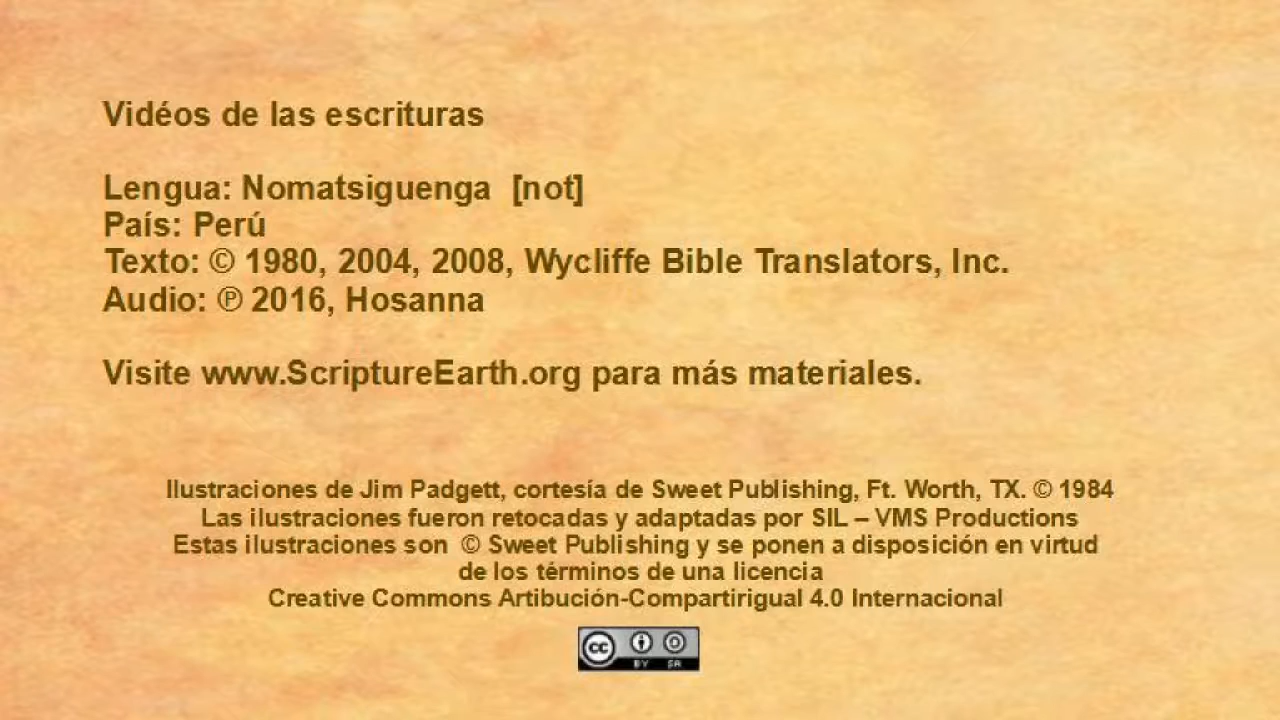 Vidéos de las escrituras
Lengua: Nomatsiguenga [not]
País: Perú
Texto: © 1980, 2004, 2008, Wycliffe Bible Translators, Inc.
Audio: ℗ 2016, Hosanna
Visite www.ScriptureEarth.org para más materiales.
Ilustraciones de Jim Padgett, cortesía de Sweet Publishing, Ft. Worth, TX. © 1984
Las ilustraciones fueron retocadas y adaptadas por SIL – VMS Productions
Estas ilustraciones son © Sweet Publishing y se ponen a disposición en virtud
de los términos de una licencia
Creative Commons Artibución-Compartirigual 4.0 Internacional
cc BY SA